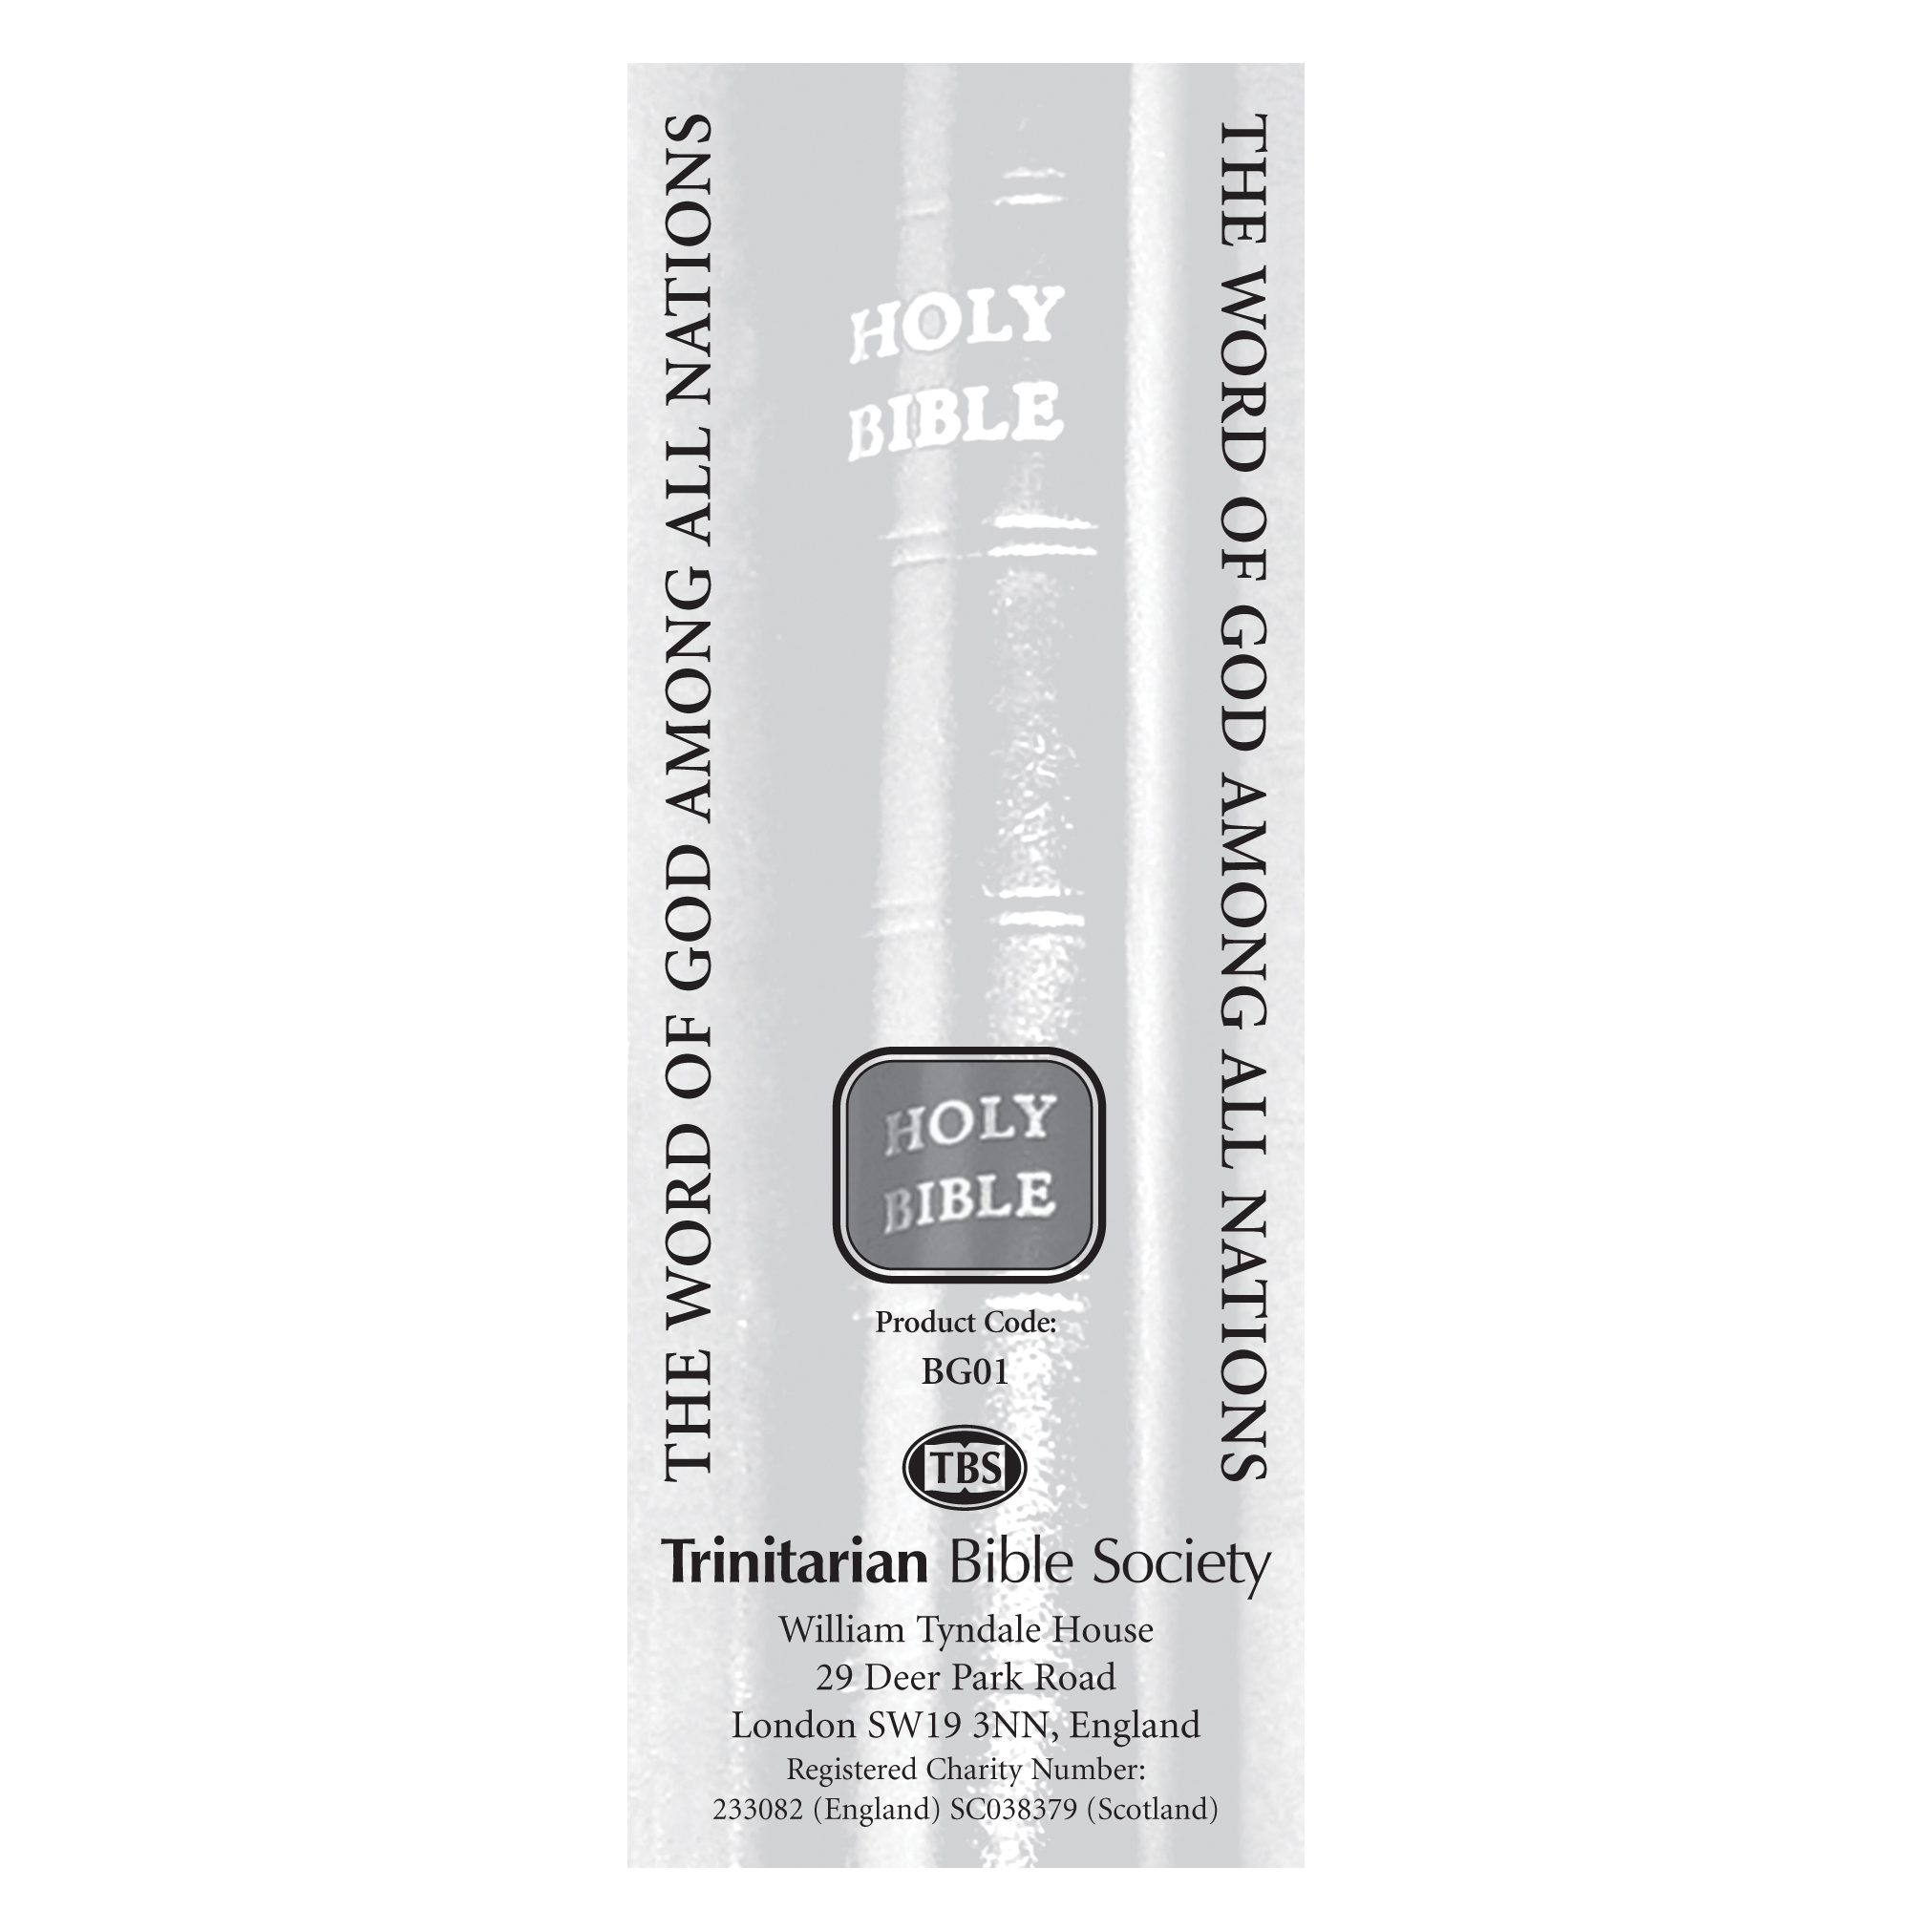 THE WORD OF GOD AMONG ALL NATIONS
THE WORD OF GOD AMONG ALL NATIONS
HOLY
BIBLE
HOLY
BIBLE
Product Code:
BG01
TBS
Trinitarian Bible Society
William Tyndale House
29 Deer Park Road
London SW19 3NN, England
Registered Charity Number:
233082 (England) SC038379 (Scotland)